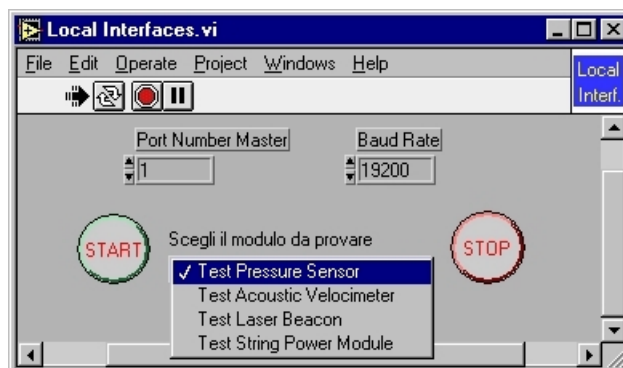 Local Interfaces.vi
File Edit Operate Project Windows Help
Local
Interf.
Port Number Master
Baud Rate
1
19200
START
Scegli il modulo da provare
STOP
✓ Test Pressure Sensor
Test Acoustic Velocimeter
Test Laser Beacon
Test String Power Module